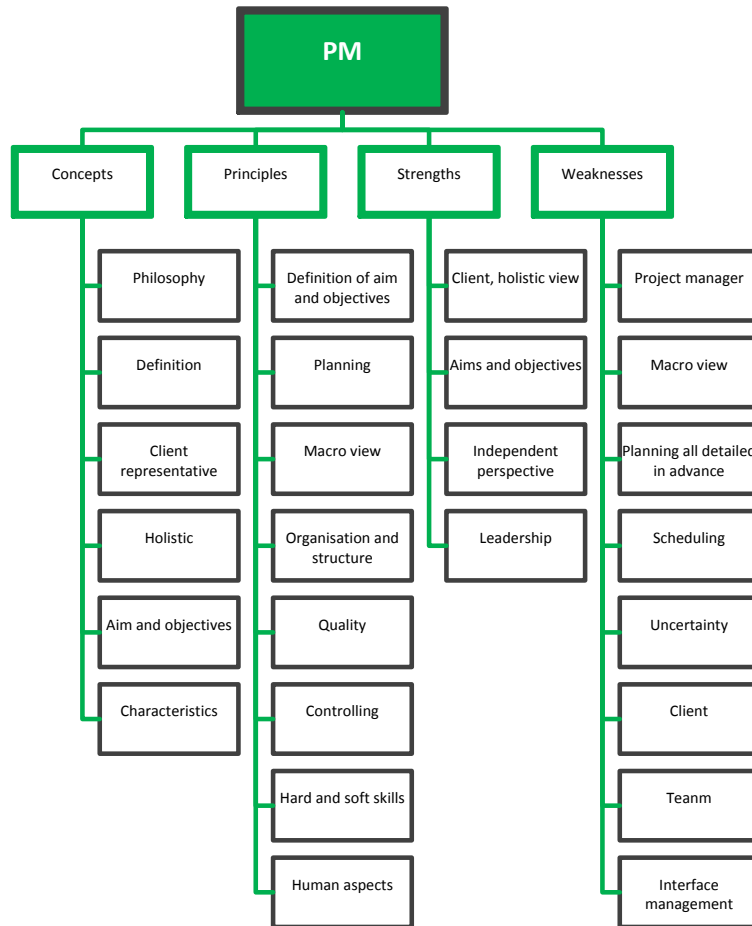 PM
Concepts
Principles
Strengths
Weaknesses
Philosophy
Definition
Client
representative
Holistic
Aim and objectives
Characteristics
Definition of aim
and objectives
Planning
Macro view
Organisation and
structure
Quality
Controlling
Hard and soft skills
Human aspects
Client, holistic view
Aims and objectives
Independent
perspective
Leadership
Project manager
Macro view
Planning all detailed
in advance
Scheduling
Uncertainty
Client
Teanm
Interface
management